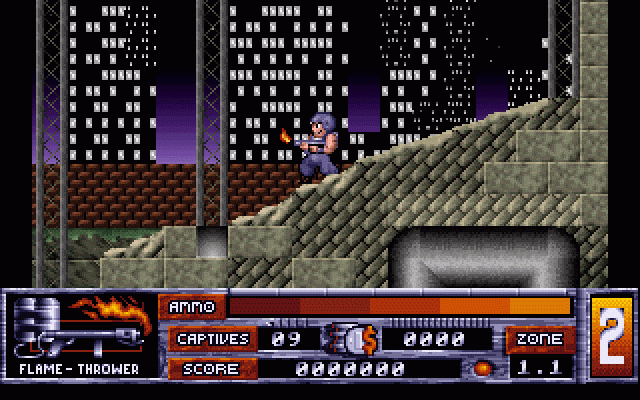 AMMO
CAPTIVES 09 $ 0000
ZONE
2
FLAME-THROWER
SCORE 0000000
1.1